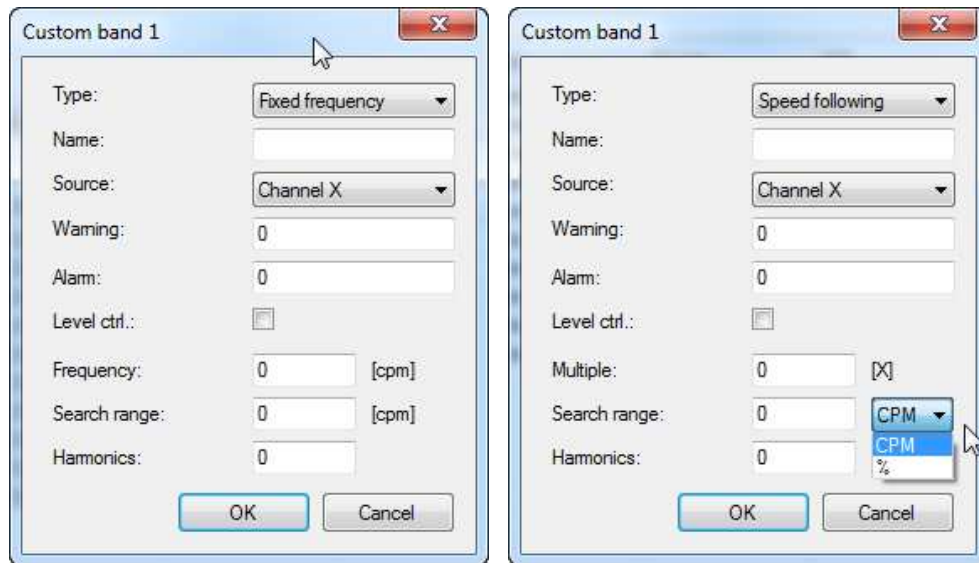 Custom band 1
Type: Fixed frequency
Name:
Source: Channel X
Warning: 0
Alarm: 0
Level ctrl.:
Frequency: 0 [cpm]
Search range: 0 [cpm]
Harmonics: 0
OK Cancel
Custom band 1
Type: Speed following
Name:
Source: Channel X
Warning: 0
Alarm: 0
Level ctrl.:
Multiple: 0 [X]
Search range: 0 CPM
CPM
Harmonics: 0 %
OK Cancel